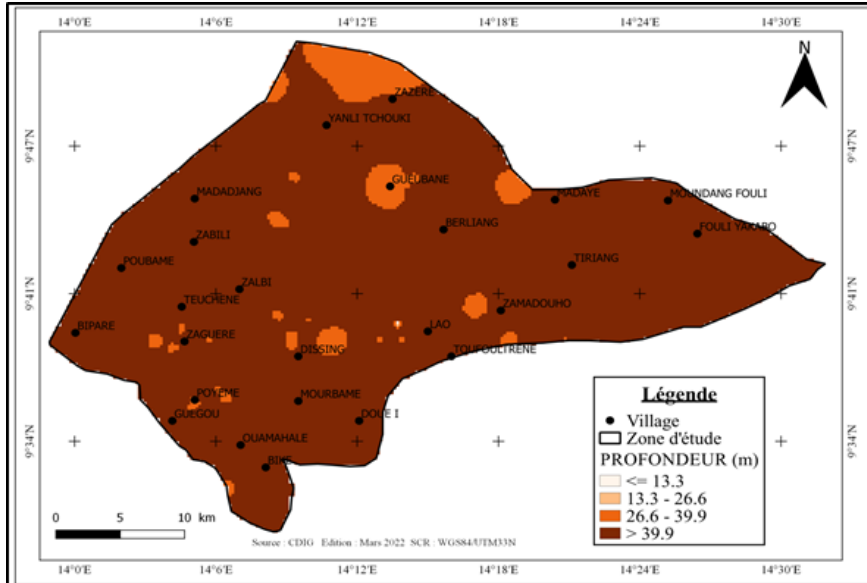 14°0'E 14°6'E 14°12'E 14°18'E 14°24'E 14°30'E
N
ZAZERE
YANLI TCHOUKI
9°47'N 9°47'N
GUEUBANE
MADADJANG MADAYE MOUNDANG FOULI
BERLIANG FOULI YAKABO
ZABILI
POUBAME TIRIANG
ZALBI
9°41'N 9°41'N
TEUCHENE ZAMADOUHO
BIPARE LAO
ZAGUERE
DISSING TOUFOULTRENE
POYEME MOURBAME
GUEGOU DOUE I
9°34'N 9°34'N
OUAMAHALE
BIKE
Légende
Village
Zone d'étude
PROFONDEUR (m)
<= 13.3
13.3 - 26.6
26.6 - 39.9
> 39.9
0 5 10 km
Source : CDIG Edition : Mars 2022 SCR : WGS84/UTM33N
14°0'E 14°6'E 14°12'E 14°18'E 14°24'E 14°30'E